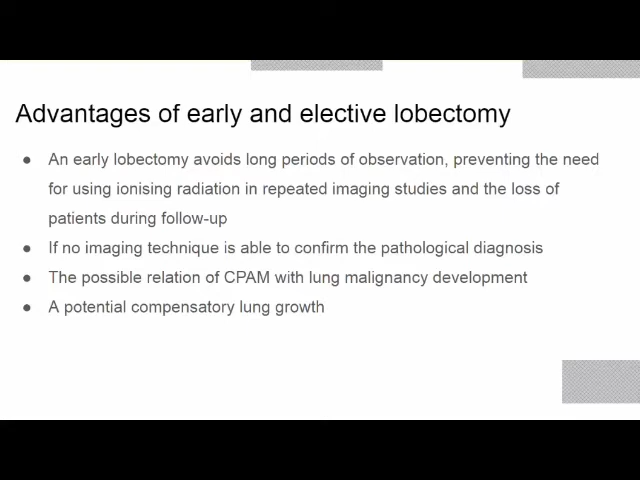 Advantages of early and elective lobectomy
● An early lobectomy avoids long periods of observation, preventing the need
for using ionising radiation in repeated imaging studies and the loss of
patients during follow-up
● If no imaging technique is able to confirm the pathological diagnosis
● The possible relation of CPAM with lung malignancy development
● A potential compensatory lung growth